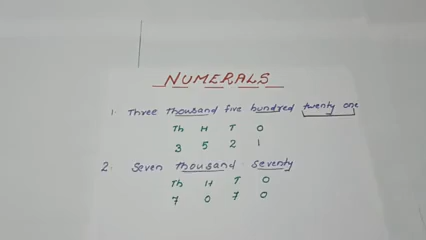 NUMERALS
1. Three thousand five hundred twenty one
Th H T O
3 5 2 1
2. Seven thousand seventy
Th H T O
7 0 7 0